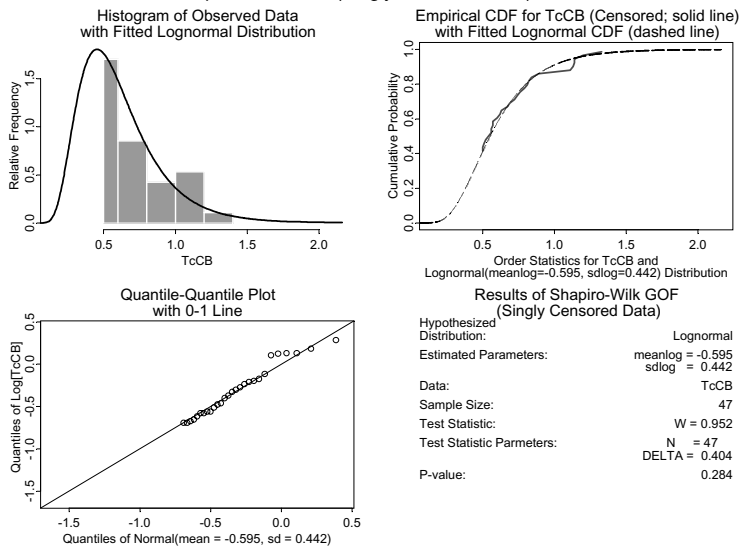 Histogram of Observed Data
with Fitted Lognormal Distribution
Relative Frequency
0.0
0.5
1.0
1.5
0.5
1.0
1.5
2.0
TcCB
Empirical CDF for TcCB (Censored; solid line)
with Fitted Lognormal CDF (dashed line)
Cumulative Probability
0.0
0.2
0.4
0.6
0.8
1.0
0.5
1.0
1.5
2.0
Order Statistics for TcCB and
Lognormal(meanlog=-0.595, sdlog=0.442) Distribution
Quantile-Quantile Plot
with 0-1 Line
Quantiles of Log[TcCB]
-1.5
-1.0
-0.5
0.0
0.5
-1.5
-1.0
-0.5
0.0
0.5
Quantiles of Normal(mean = -0.595, sd = 0.442)
Results of Shapiro-Wilk GOF
(Singly Censored Data)
Hypothesized
Distribution: Lognormal
Estimated Parameters: meanlog = -0.595
sdlog = 0.442
Data: TcCB
Sample Size: 47
Test Statistic: W = 0.952
Test Statistic Parmeters: N = 47
DELTA = 0.404
P-value: 0.284